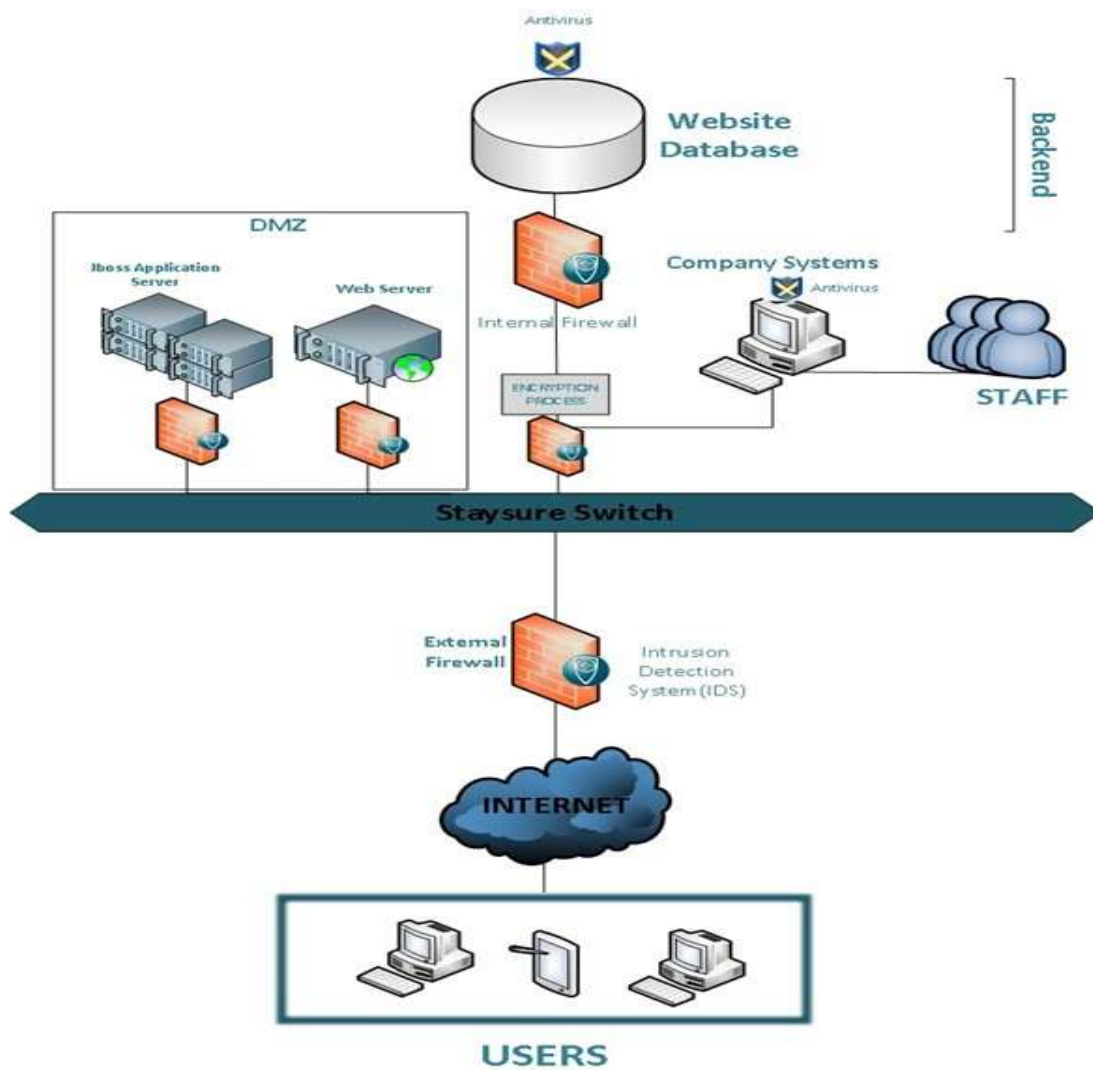 Antivirus
Website
Database
Backend
DMZ
Jboss Application
Server
Web Server
Internal Firewall
Company Systems
Antivirus
STAFF
ENCRYPTION
PROCESS
Staysure Switch
External
Firewall
Intrusion
Detection
System (IDS)
INTERNET
USERS